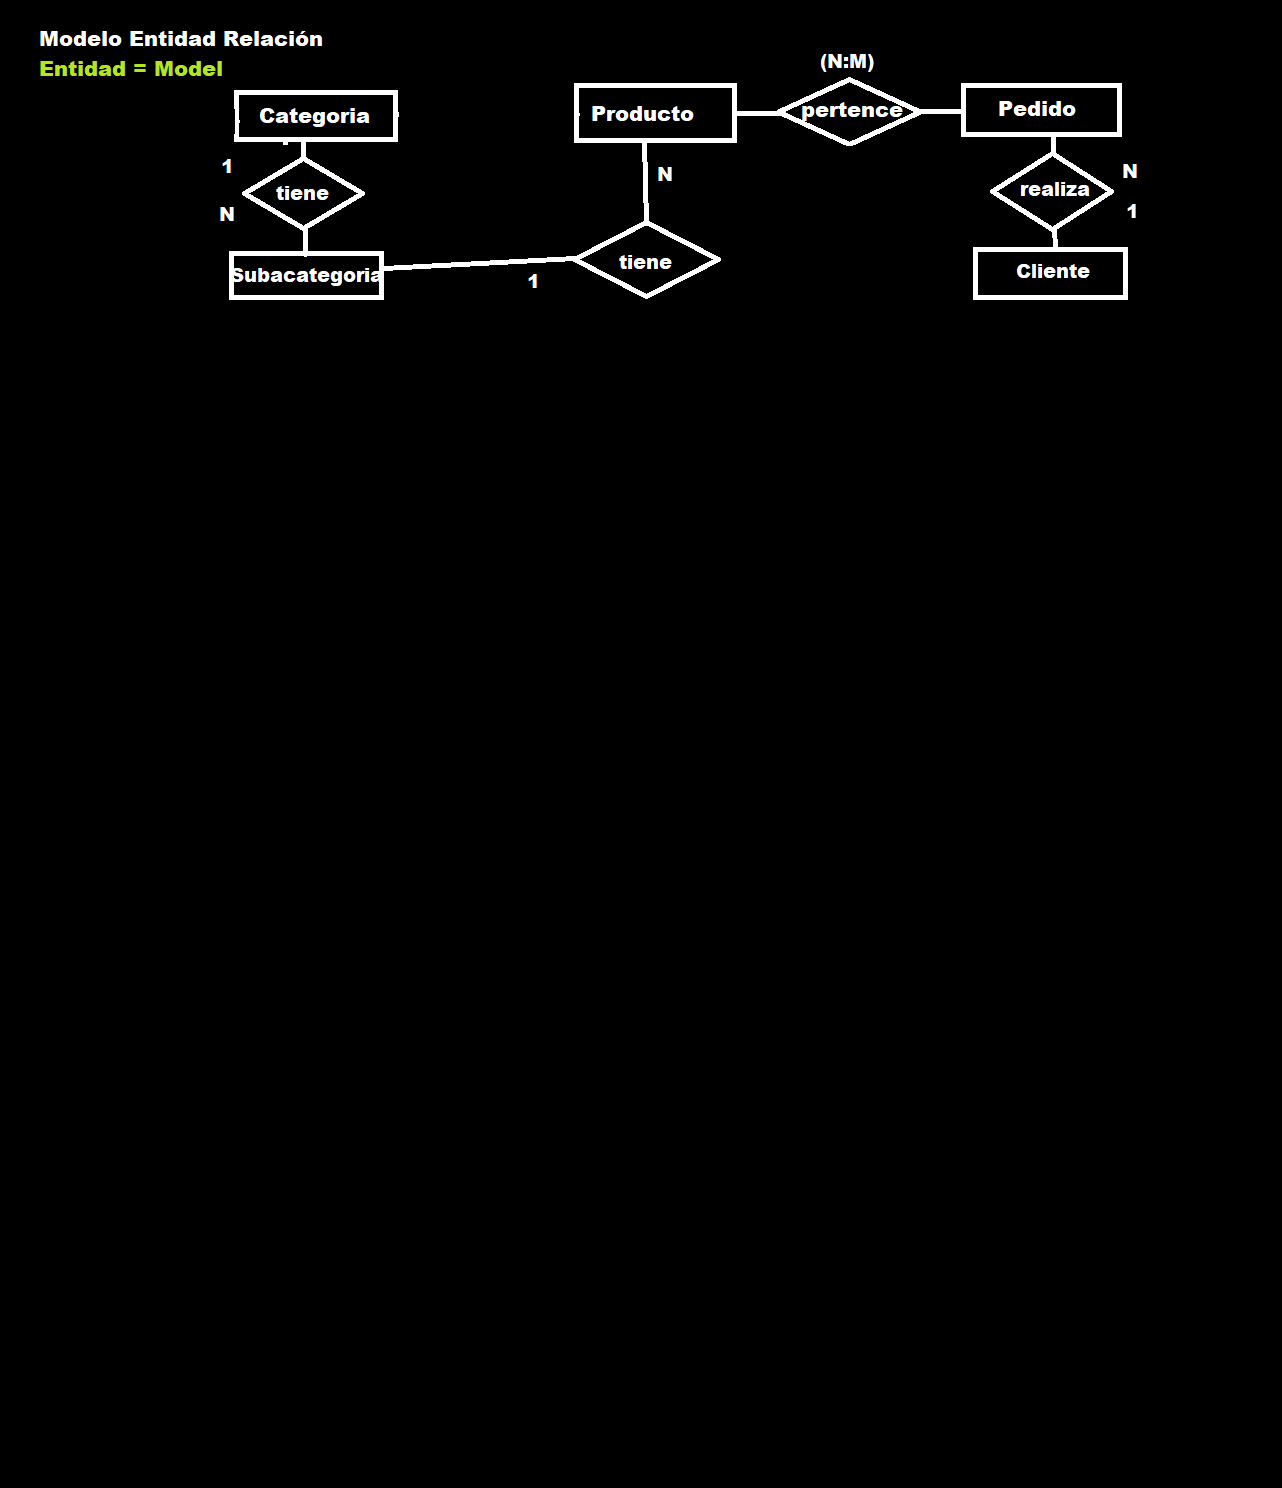 Modelo Entidad Relación
Entidad = Model
(N:M)
Categoria
Producto
pertence
Pedido
1
tiene
N
N
realiza
N
1
Subacategoria
1
tiene
Cliente